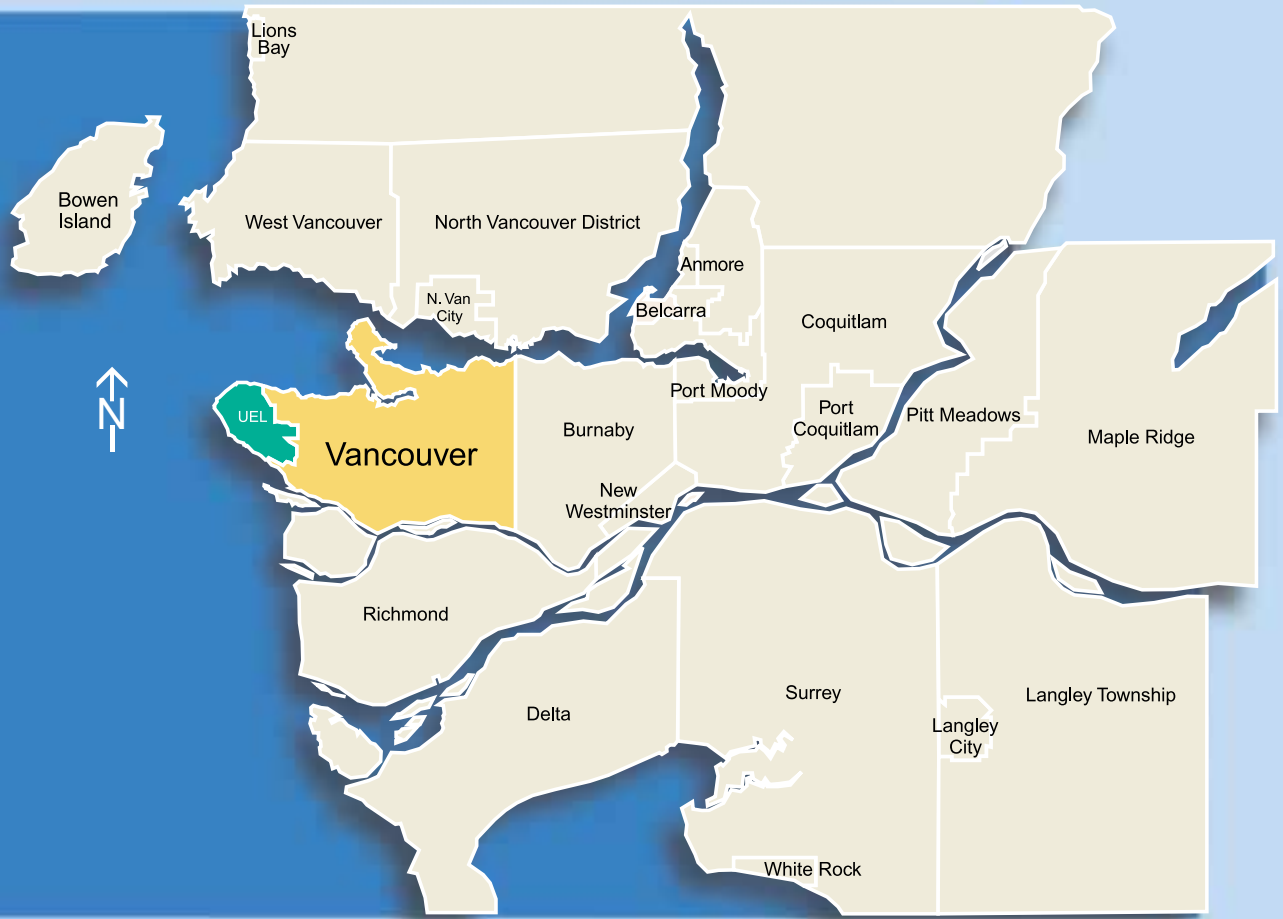 Lions
Bay
Bowen
Island
West Vancouver
North Vancouver District
Anmore
N. Van
City
Belcarra
Coquitlam
N
Port Moody
UEL
Port
Coquitlam
Pitt Meadows
Burnaby
Maple Ridge
Vancouver
New
Westminster
Richmond
Surrey
Langley Township
Delta
Langley
City
White Rock